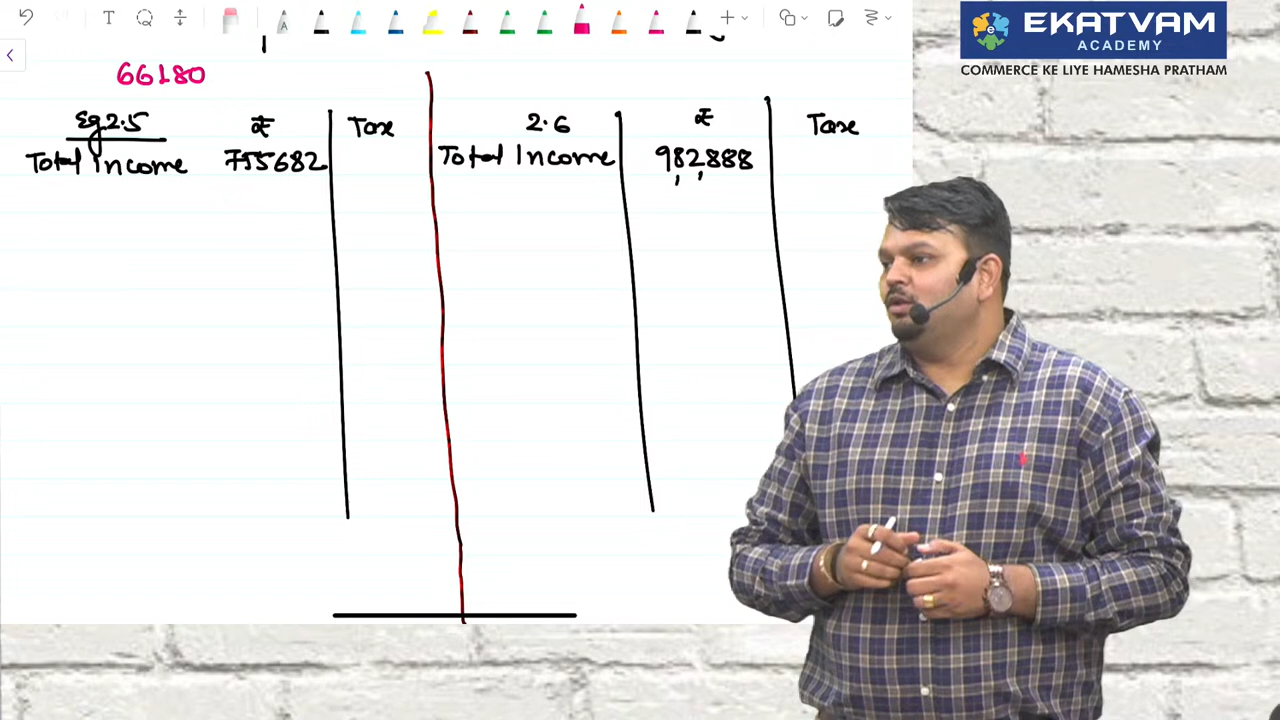 EKATVAM
ACADEMY
COMMERCE KE LIYE HAMESHA PRATHAM
66180
Eg 2.5 ₹ Tax 2.6 ₹ Tax
Total Income 755682 Total Income 982888